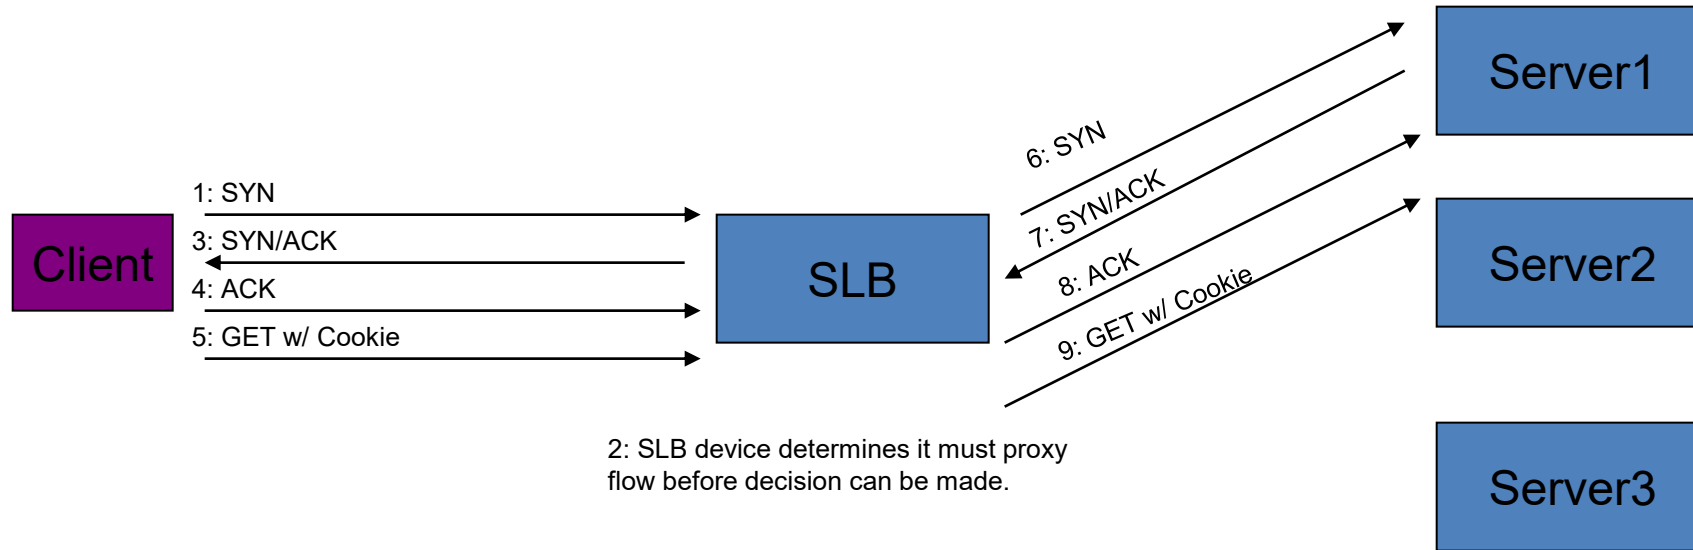 Client
1: SYN
3: SYN/ACK
4: ACK
5: GET w/ Cookie
SLB
2: SLB device determines it must proxy
flow before decision can be made.
6: SYN
7: SYN/ACK
8: ACK
9: GET w/ Cookie
Server1
Server2
Server3